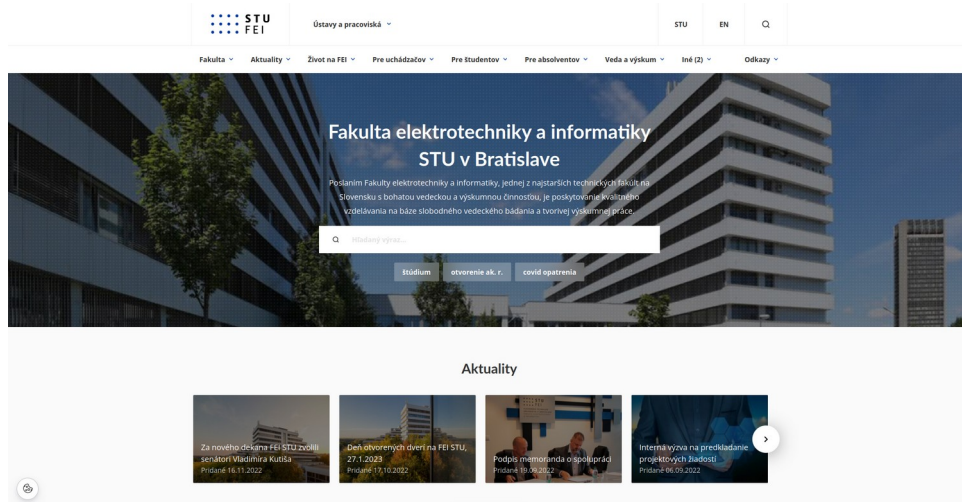 STU
FEI
Ústavy a pracoviská
STU
EN
Fakulta
Aktuality
Život na FEI
Pre uchádzačov
Pre študentov
Pre absolventov
Veda a výskum
Iné (2)
Odkazy
Fakulta elektrotechniky a informatiky
STU v Bratislave
Poslaním Fakulty elektrotechniky a informatiky, jednej z najstarších technických fakúlt na
Slovensku s bohatou vedeckou a výskumnou činnosťou, je poskytovanie kvalitného
vzdelávania na báze slobodného vedeckého bádania a tvorivej výskumnej práce.
Hľadaný výraz...
štúdium
otvorenie ak. r.
covid opatrenia
Aktuality
Za nového dekana FEI STU zvolili
senátori Vladimíra Kutiša
Pridané 16.11.2022
Deň otvorených dverí na FEI STU,
27.1.2023
Pridané 17.10.2022
Podpis memoranda o spolupráci
Pridané 19.09.2022
Interná výzva na predkladanie
projektových žiadostí
Pridané 06.09.2022